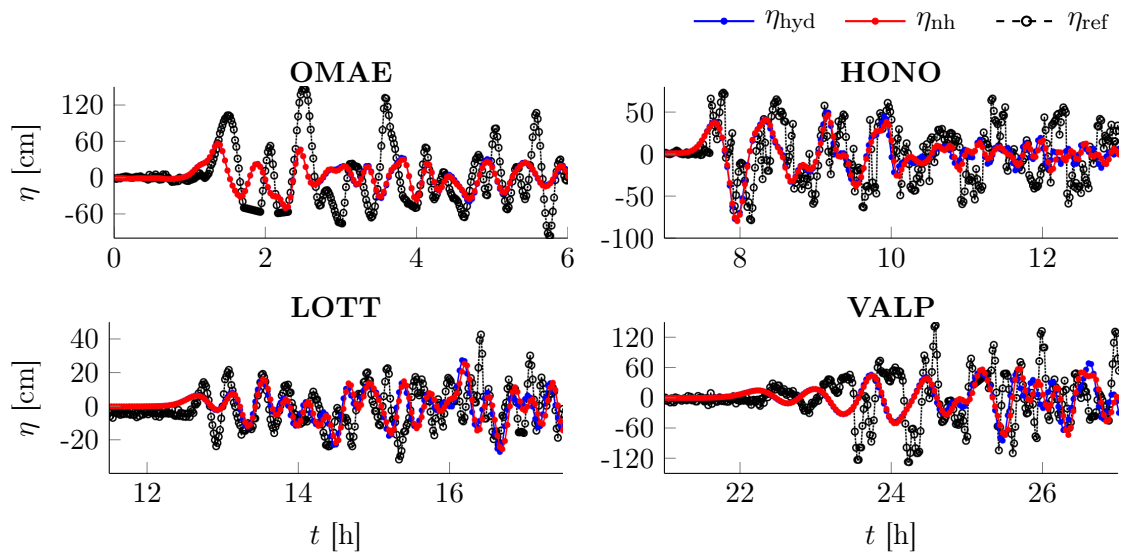 η_hyd η_nh η_ref
OMAE
120
60
0
-60
η [cm]
0 2 4 6
HONO
50
0
-50
-100
8 10 12
LOTT
40
20
0
-20
η [cm]
12 14 16
t [h]
VALP
120
60
0
-60
-120
22 24 26
t [h]